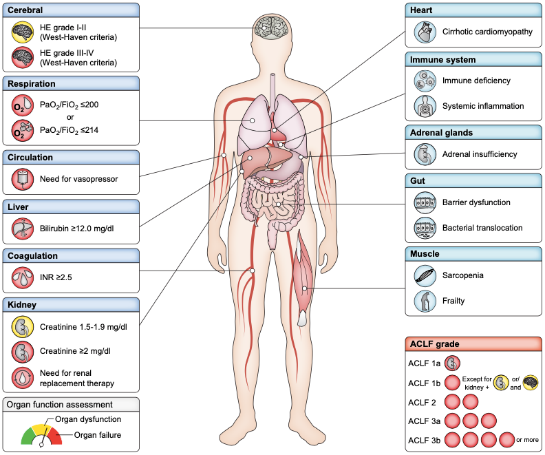 Cerebral
HE grade I-II
(West-Haven criteria)
HE grade III-IV
(West-Haven criteria)
Respiration
O2
PaO2/FiO2 ≤200
or
O2
PaO2/FiO2 ≤214
Circulation
Need for vasopressor
Liver
Bilirubin ≥12.0 mg/dl
Coagulation
INR ≥2.5
Kidney
Creatinine 1.5-1.9 mg/dl
Creatinine ≥2 mg/dl
Need for renal
replacement therapy
Organ function assessment
Organ dysfunction
Organ failure
Heart
Cirrhotic cardiomyopathy
Immune system
Immune deficiency
Systemic inflammation
Adrenal glands
Adrenal insufficiency
Gut
Barrier dysfunction
Bacterial translocation
Muscle
Sarcopenia
Frailty
ACLF grade
ACLF 1a
ACLF 1b Except for kidney + or/and
ACLF 2
ACLF 3a
ACLF 3b or more